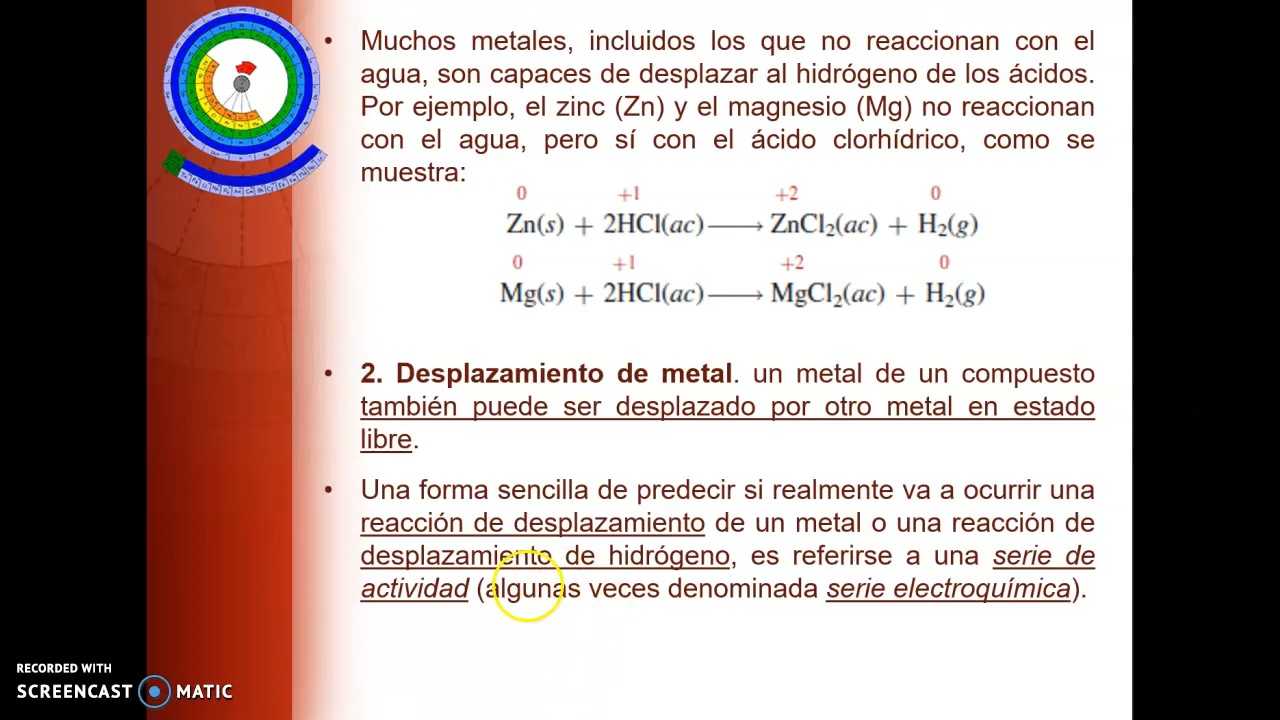 • Muchos metales, incluidos los que no reaccionan con el
agua, son capaces de desplazar al hidrógeno de los ácidos.
Por ejemplo, el zinc (Zn) y el magnesio (Mg) no reaccionan
con el agua, pero sí con el ácido clorhídrico, como se
muestra:
0 +1 +2 0
Zn(s) + 2HCl(ac) ⟶ ZnCl₂(ac) + H₂(g)
0 +1 +2 0
Mg(s) + 2HCl(ac) ⟶ MgCl₂(ac) + H₂(g)
• 2. Desplazamiento de metal. un metal de un compuesto
también puede ser desplazado por otro metal en estado
libre.
• Una forma sencilla de predecir si realmente va a ocurrir una
reacción de desplazamiento de un metal o una reacción de
desplazamiento de hidrógeno, es referirse a una serie de
actividad (algunas veces denominada serie electroquímica).
RECORDED WITH
SCREENCAST MATIC